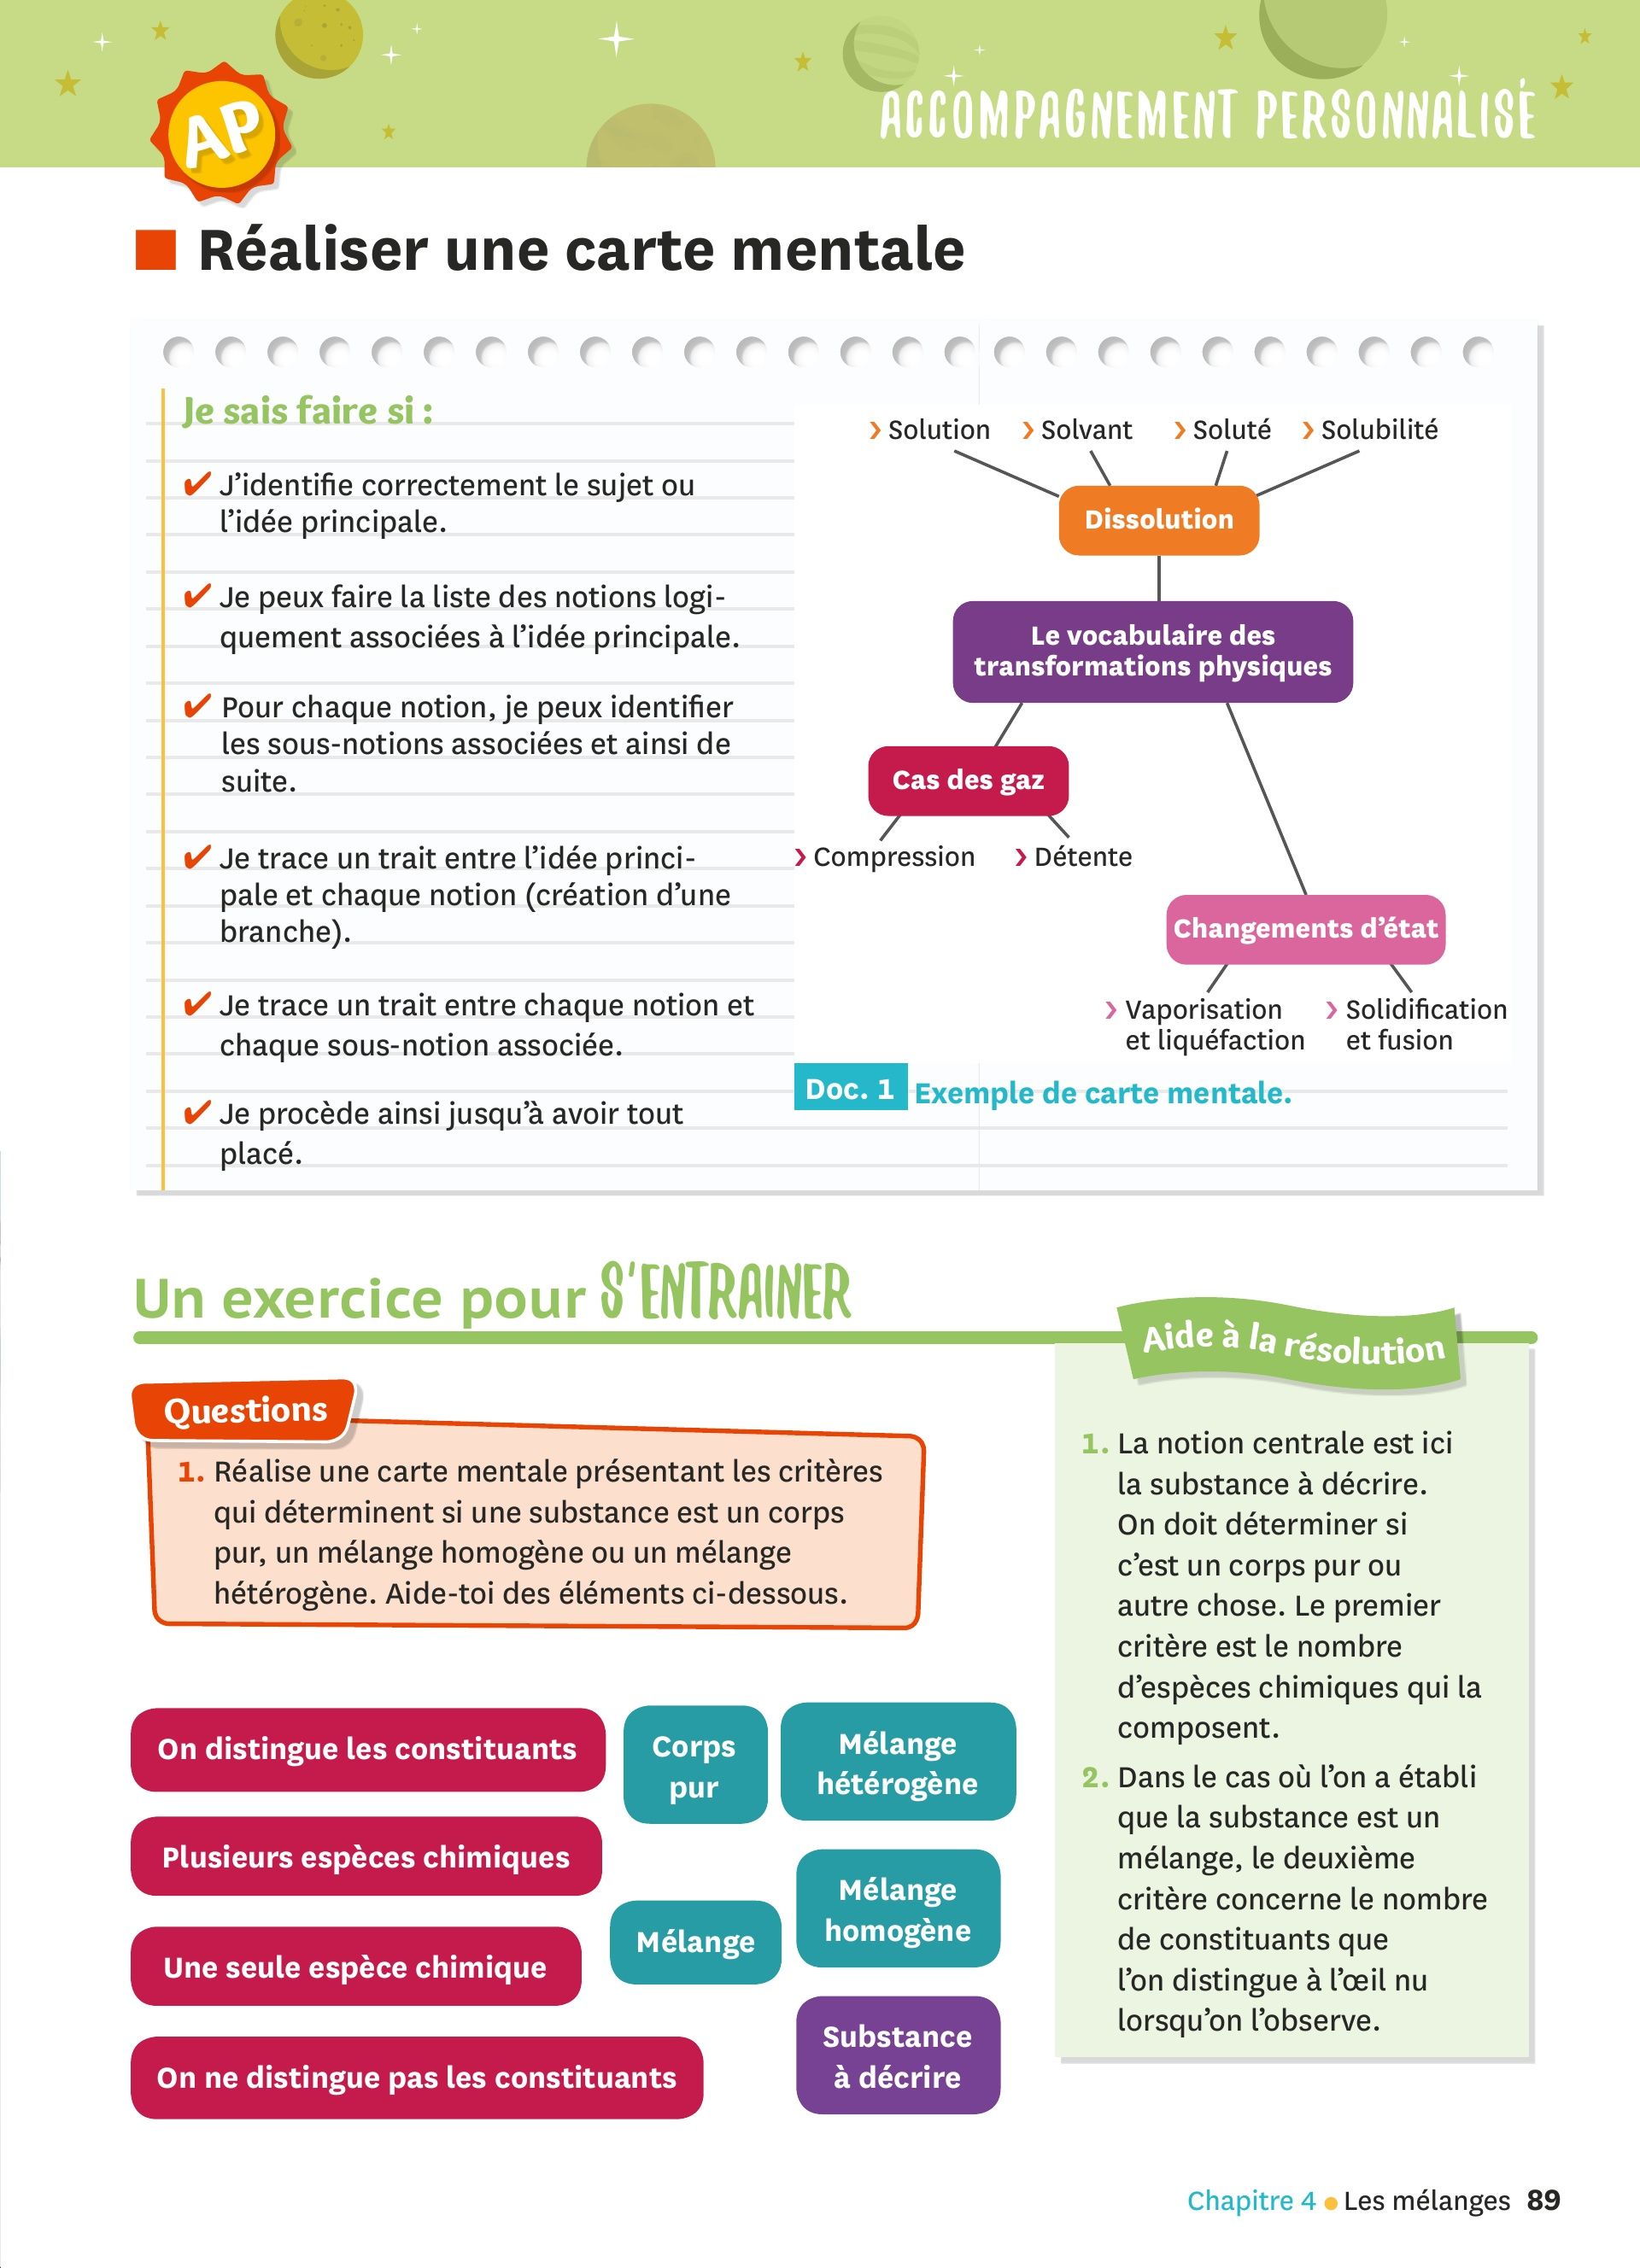 AP
ACCOMPAGNEMENT PERSONNALISÉ
Réaliser une carte mentale
Je sais faire si :
✔ J'identifie correctement le sujet ou
l'idée principale.
✔ Je peux faire la liste des notions logi-
quement associées à l'idée principale.
✔ Pour chaque notion, je peux identifier
les sous-notions associées et ainsi de
suite.
✔ Je trace un trait entre l'idée princi-
pale et chaque notion (création d'une
branche).
✔ Je trace un trait entre chaque notion et
chaque sous-notion associée.
✔ Je procède ainsi jusqu'à avoir tout
placé.
› Solution › Solvant › Soluté › Solubilité
Dissolution
Le vocabulaire des
transformations physiques
Cas des gaz
› Compression › Détente
Changements d'état
› Vaporisation
et liquéfaction
› Solidification
et fusion
Doc. 1 Exemple de carte mentale.
Un exercice pour S'ENTRAINER
Questions
1. Réalise une carte mentale présentant les critères
qui déterminent si une substance est un corps
pur, un mélange homogène ou un mélange
hétérogène. Aide-toi des éléments ci-dessous.
On distingue les constituants
Plusieurs espèces chimiques
Une seule espèce chimique
On ne distingue pas les constituants
Corps
pur
Mélange
hétérogène
Mélange
Mélange
homogène
Substance
à décrire
Aide à la résolution
1. La notion centrale est ici
la substance à décrire.
On doit déterminer si
c'est un corps pur ou
autre chose. Le premier
critère est le nombre
d'espèces chimiques qui la
composent.
2. Dans le cas où l'on a établi
que la substance est un
mélange, le deuxième
critère concerne le nombre
de constituants que
l'on distingue à l'œil nu
lorsqu'on l'observe.
Chapitre 4 • Les mélanges 89